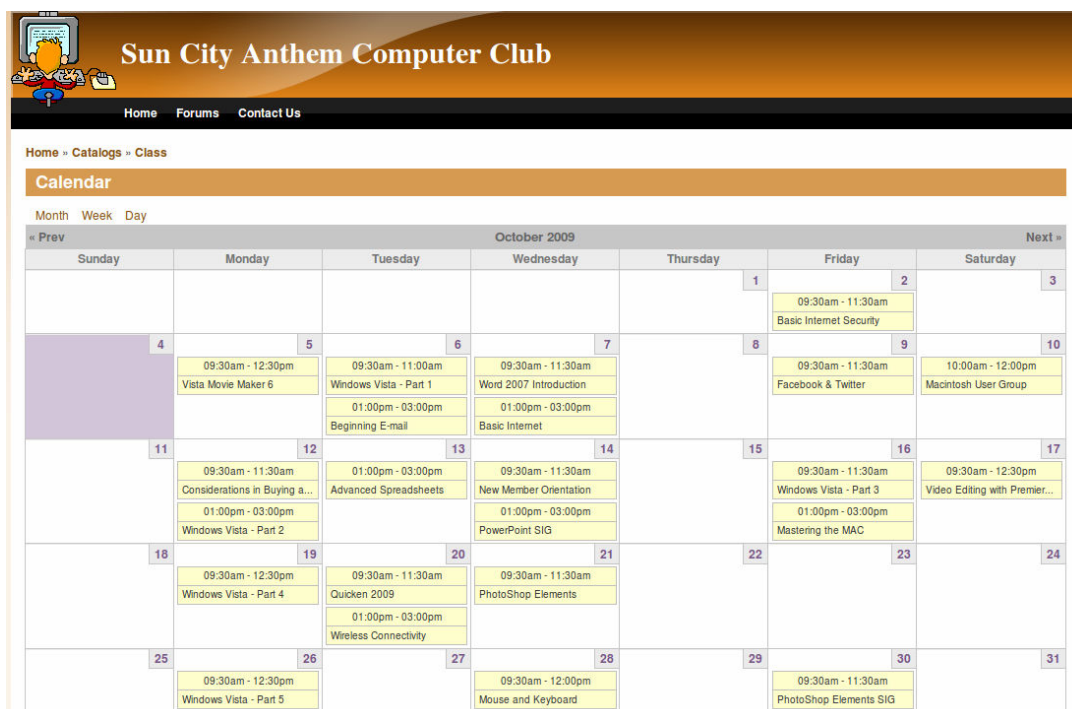 Sun City Anthem Computer Club
Home Forums Contact Us
Home » Catalogs » Class
Calendar
Month Week Day
« Prev October 2009 Next »
Sunday Monday Tuesday Wednesday Thursday Friday Saturday
1 2 3
09:30am - 11:30am
Basic Internet Security
4 5 6 7 8 9 10
09:30am - 12:30pm 09:30am - 11:00am 09:30am - 11:30am 09:30am - 11:30am 10:00am - 12:00pm
Vista Movie Maker 6 Windows Vista - Part 1 Word 2007 Introduction Facebook & Twitter Macintosh User Group
01:00pm - 03:00pm 01:00pm - 03:00pm
Beginning E-mail Basic Internet
11 12 13 14 15 16 17
09:30am - 11:30am 01:00pm - 03:00pm 09:30am - 11:30am 09:30am - 11:30am 09:30am - 12:30pm
Considerations in Buying a... Advanced Spreadsheets New Member Orientation Windows Vista - Part 3 Video Editing with Premier...
01:00pm - 03:00pm 01:00pm - 03:00pm 01:00pm - 03:00pm
Windows Vista - Part 2 PowerPoint SIG Mastering the MAC
18 19 20 21 22 23 24
09:30am - 12:30pm 09:30am - 11:30am 09:30am - 11:30am
Windows Vista - Part 4 Quicken 2009 PhotoShop Elements
01:00pm - 03:00pm
Wireless Connectivity
25 26 27 28 29 30 31
09:30am - 12:30pm 09:30am - 12:00pm 09:30am - 11:30am
Windows Vista - Part 5 Mouse and Keyboard PhotoShop Elements SIG